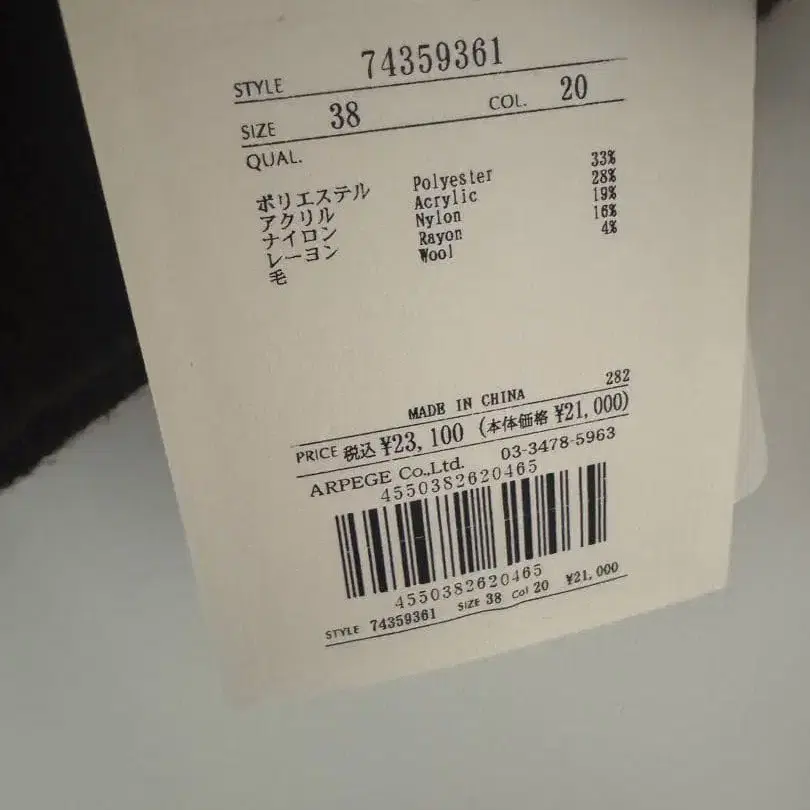 STYLE 74359361
SIZE 38 COL. 20
QUAL.
ポリエステル Polyester 33%
アクリル Acrylic 28%
ナイロン Nylon 19%
レーヨン Rayon 16%
毛 Wool 4%
282
MADE IN CHINA
PRICE 税込 ¥23,100 (本体価格 ¥21,000)
ARPEGE Co.,Ltd. 03-3478-5963
4550382620465
4550382620465
STYLE 74359361 SIZE 38 Col 20 ¥21,000